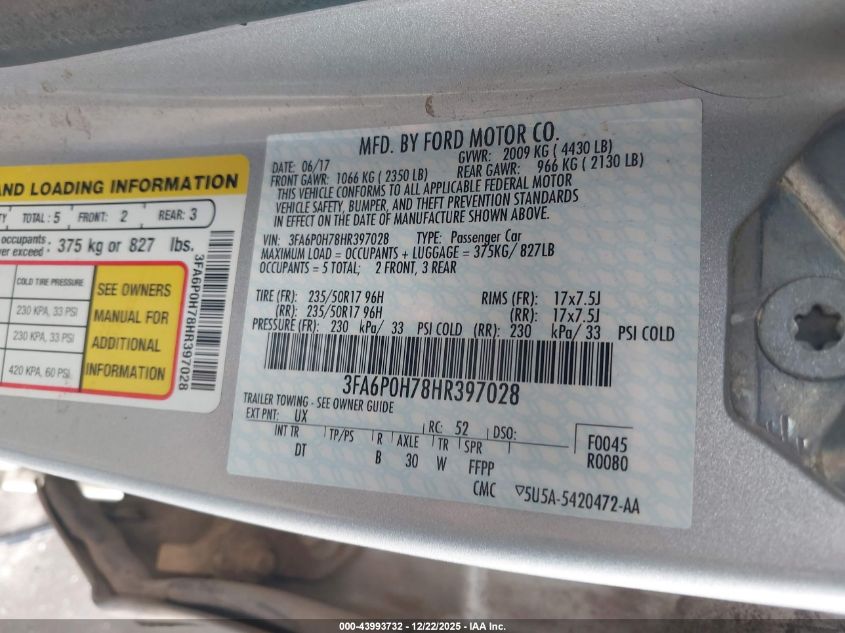 AND LOADING INFORMATION
TOTAL: 5 FRONT: 2 REAR: 3
occupants
exceed: 375 kg or 827 lbs.
COLD TIRE PRESSURE
230 KPA, 33 PSI
230 KPA, 33 PSI
420 KPA, 60 PSI
SEE OWNERS
MANUAL FOR
ADDITIONAL
INFORMATION
3FA6P0H78HR397028
MFD. BY FORD MOTOR CO.
DATE: 06/17 GVWR: 2009 KG ( 4430 LB)
FRONT GAWR: 1066 KG ( 2350 LB) REAR GAWR: 966 KG ( 2130 LB)
THIS VEHICLE CONFORMS TO ALL APPLICABLE FEDERAL MOTOR
VEHICLE SAFETY, BUMPER, AND THEFT PREVENTION STANDARDS
IN EFFECT ON THE DATE OF MANUFACTURE SHOWN ABOVE.
VIN: 3FA6P0H78HR397028 TYPE: Passenger Car
MAXIMUM LOAD = OCCUPANTS + LUGGAGE = 375KG/ 827LB
OCCUPANTS = 5 TOTAL; 2 FRONT, 3 REAR
TIRE (FR): 235/50R17 96H RIMS (FR): 17x7.5J
(RR): 235/50R17 96H (RR): 17x7.5J
PRESSURE (FR): 230 kPa/ 33 PSI COLD (RR): 230 kPa/ 33 PSI COLD
3FA6P0H78HR397028
TRAILER TOWING - SEE OWNER GUIDE
EXT PNT: UX RC: 52 DSO:
INT TR TP/PS R AXLE TR SPR
DT B 30 W FFPP
F0045
R0080
CMC ▽5U5A-5420472-AA
000-43993732 - 12/22/2025 - IAA Inc.